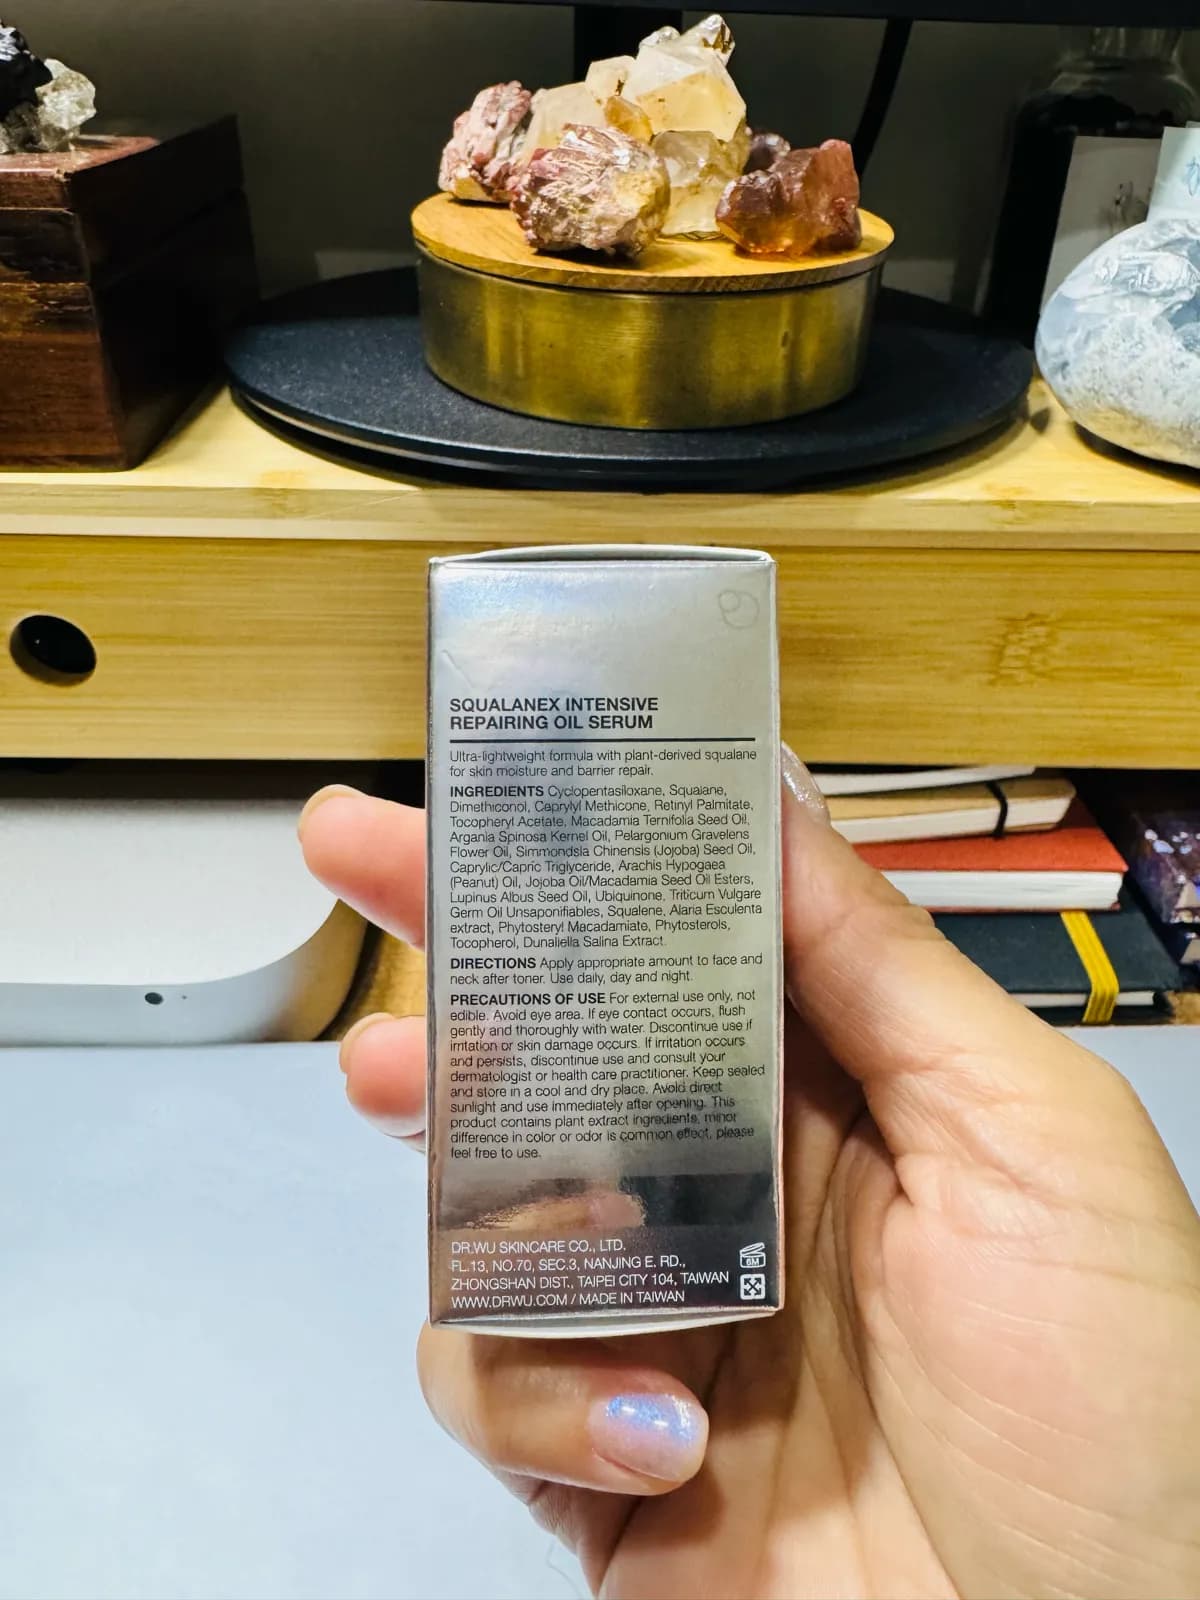 SQUALANEX INTENSIVE
REPAIRING OIL SERUM
Ultra-lightweight formula with plant-derived squalane
for skin moisture and barrier repair.
INGREDIENTS Cyclopentasiloxane, Squalane,
Dimethiconol, Caprylyl Methicone, Retinyl Palmitate,
Tocopheryl Acetate, Macadamia Ternifolia Seed Oil,
Argania Spinosa Kernel Oil, Pelargonium Graveolens
Flower Oil, Simmondsia Chinensis (Jojoba) Seed Oil,
Caprylic/Capric Triglyceride, Arachis Hypogaea
(Peanut) Oil, Jojoba Oil/Macadamia Seed Oil Esters,
Lupinus Albus Seed Oil, Ubiquinone, Triticum Vulgare
Germ Oil Unsaponifiables, Squalene, Alaria Esculenta
extract, Phytosteryl Macadamiate, Phytosterols,
Tocopherol, Dunaliella Salina Extract.
DIRECTIONS Apply appropriate amount to face and
neck after toner. Use daily, day and night.
PRECAUTIONS OF USE For external use only, not
edible. Avoid eye area. If eye contact occurs, flush
gently and thoroughly with water. Discontinue use if
irritation or skin damage occurs. If irritation occurs
and persists, discontinue use and consult your
dermatologist or health care practitioner. Keep sealed
and store in a cool and dry place. Avoid direct
sunlight and use immediately after opening. This
product contains plant extract ingredients, minor
difference in color or odor is common effect, please
feel free to use.
DR.WU SKINCARE CO., LTD.
FL.13, NO.70, SEC.3, NANJING E. RD.,
ZHONGSHAN DIST., TAIPEI CITY 104, TAIWAN
WWW.DRWU.COM / MADE IN TAIWAN
6M